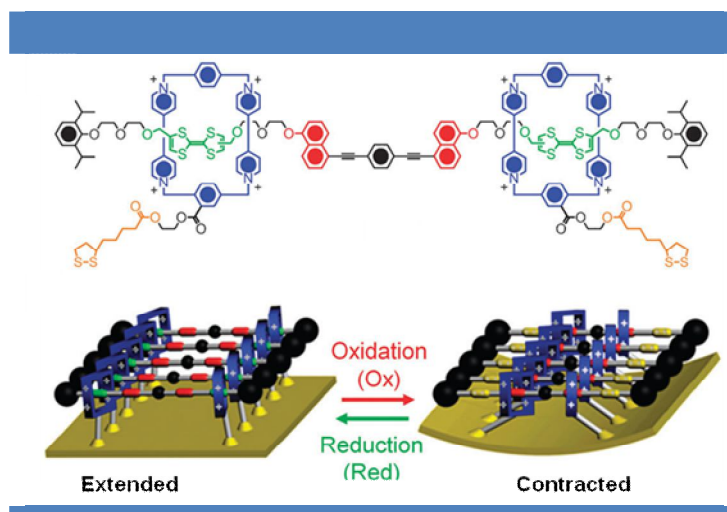 + + + +
N N N N
O O O O S S O O O O O O S S O O O O
S S S S
N N N N
+ + + +
O O O O
O O O O
S-S S-S
Oxidation
(Ox)
Reduction
(Red)
Extended Contracted